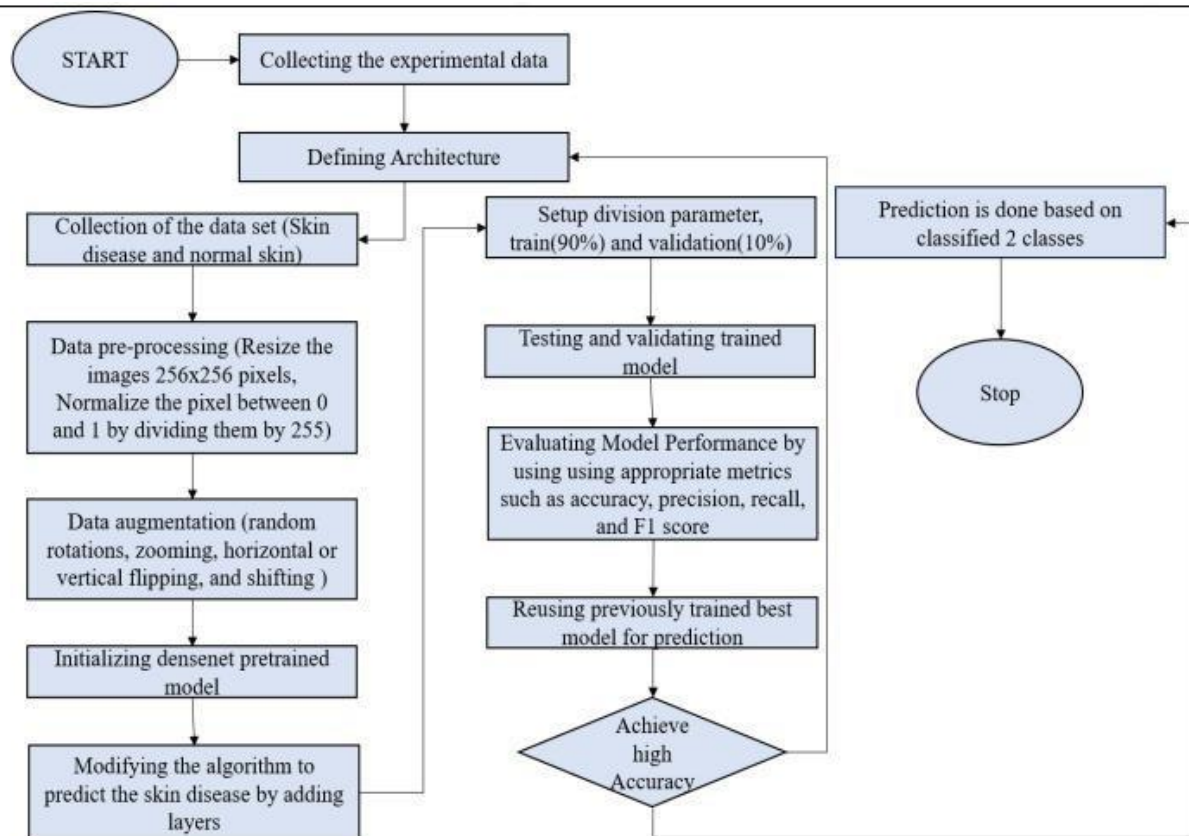 START
Collecting the experimental data
Defining Architecture
Collection of the data set (Skin
disease and normal skin)
Data pre-processing (Resize the
images 256x256 pixels,
Normalize the pixel between 0
and 1 by dividing them by 255)
Data augmentation (random
rotations, zooming, horizontal or
vertical flipping, and shifting )
Initializing densenet pretrained
model
Modifying the algorithm to
predict the skin disease by adding
layers
Setup division parameter,
train(90%) and validation(10%)
Testing and validating trained
model
Evaluating Model Performance by
using using appropriate metrics
such as accuracy, precision, recall,
and F1 score
Reusing previously trained best
model for prediction
Achieve
high
Accuracy
Prediction is done based on
classified 2 classes
Stop